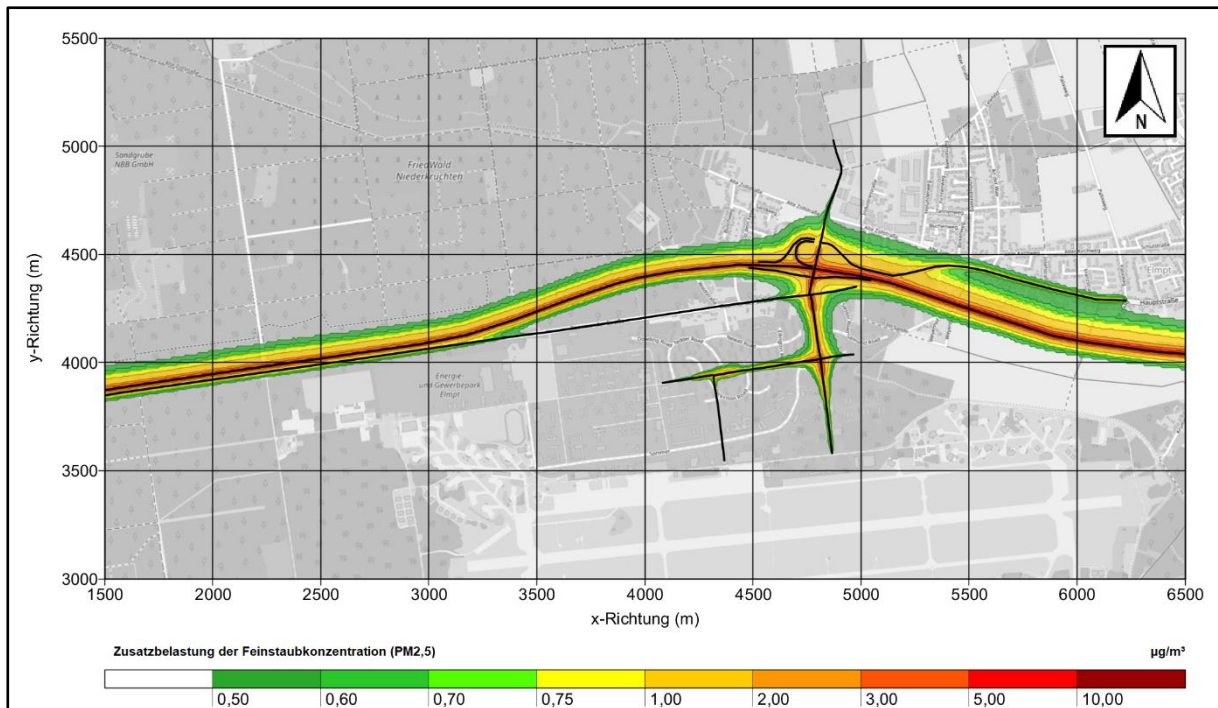 5500
5000
4500
4000
3500
3000
y-Richtung (m)
1500
2000
2500
3000
3500
4000
4500
5000
5500
6000
6500
x-Richtung (m)
N
Sandgrube
NBB GmbH
FriedWald
Niederkrüchten
Energie-
und Gewerbepark
Elmpt
Elmpt
Hauptstraße
Zusatzbelastung der Feinstaubkonzentration (PM2,5)
µg/m³
0,50
0,60
0,70
0,75
1,00
2,00
3,00
5,00
10,00